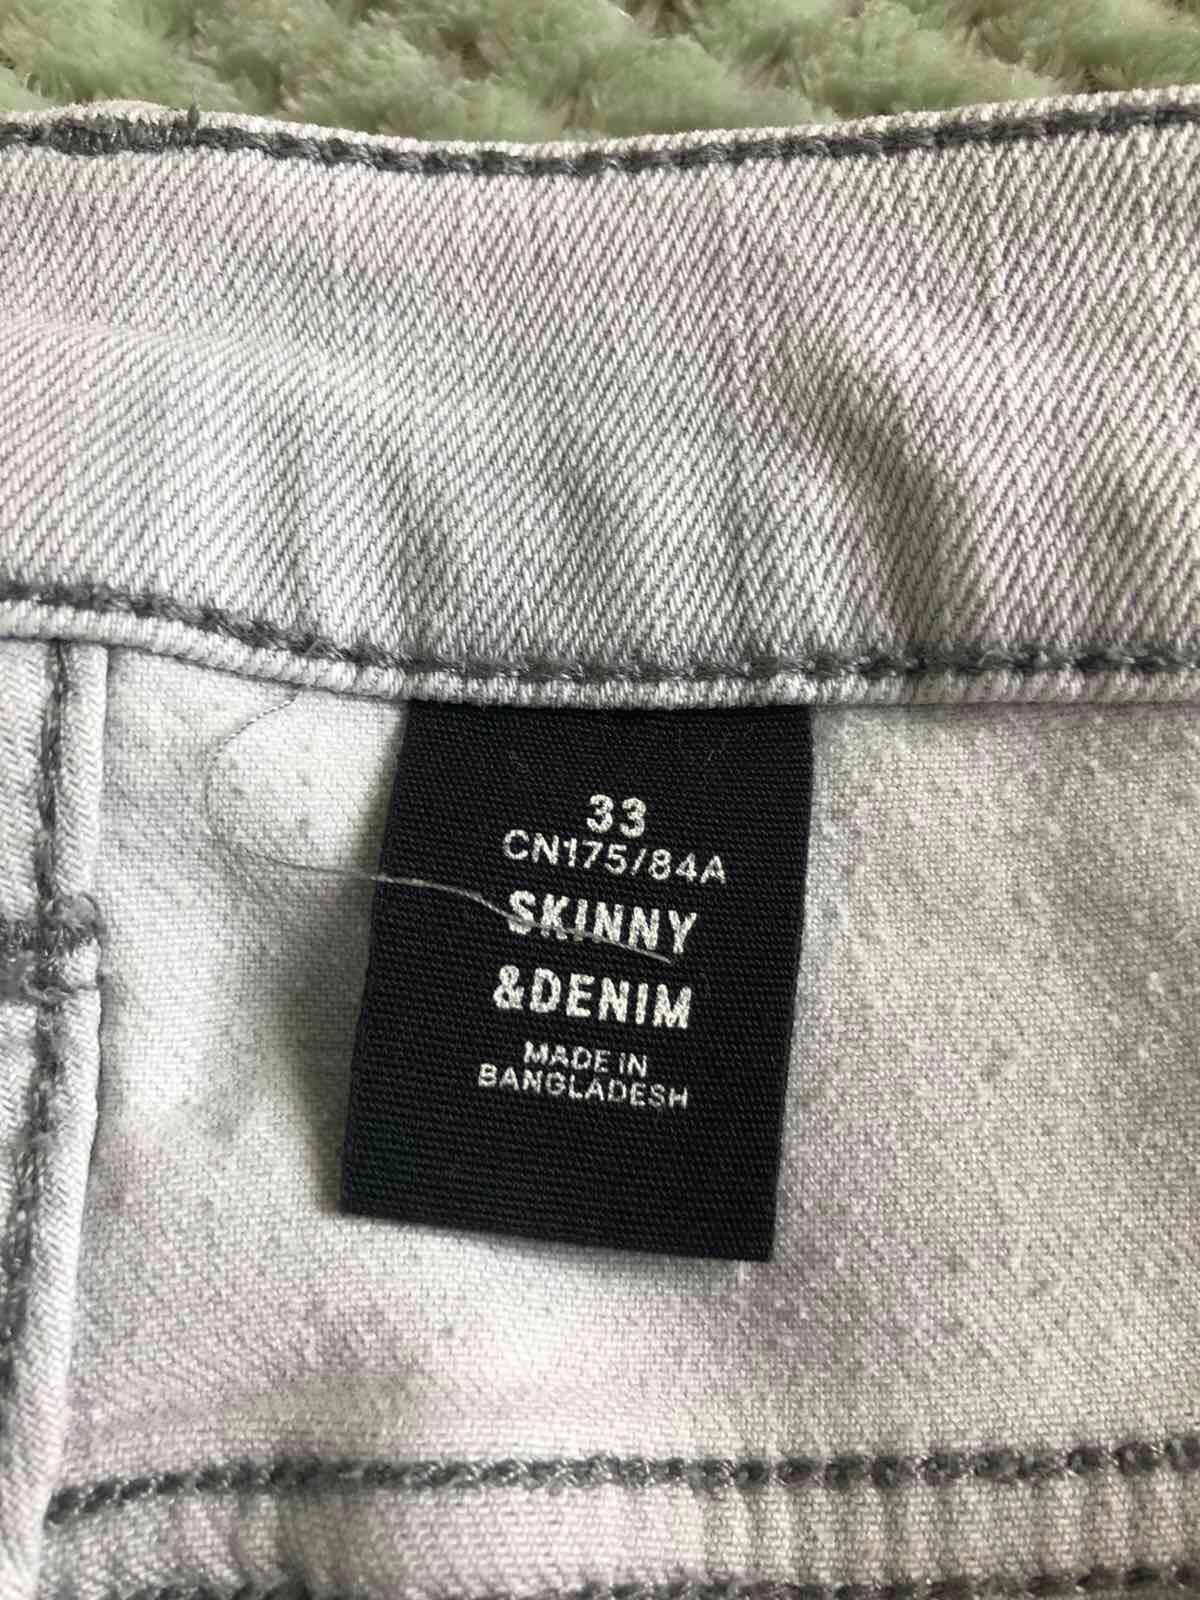 33
CN175/84A
SKINNY
&DENIM
MADE IN
BANGLADESH